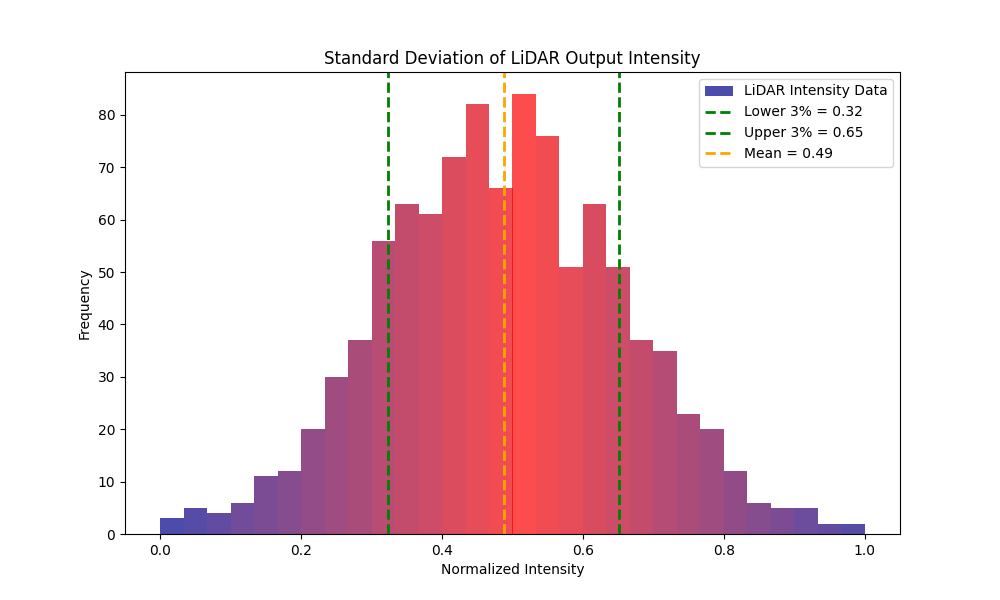 Standard Deviation of LiDAR Output Intensity
LiDAR Intensity Data
Lower 3% = 0.32
Upper 3% = 0.65
Mean = 0.49
Frequency
80
70
60
50
40
30
20
10
0
0.0 0.2 0.4 0.6 0.8 1.0
Normalized Intensity